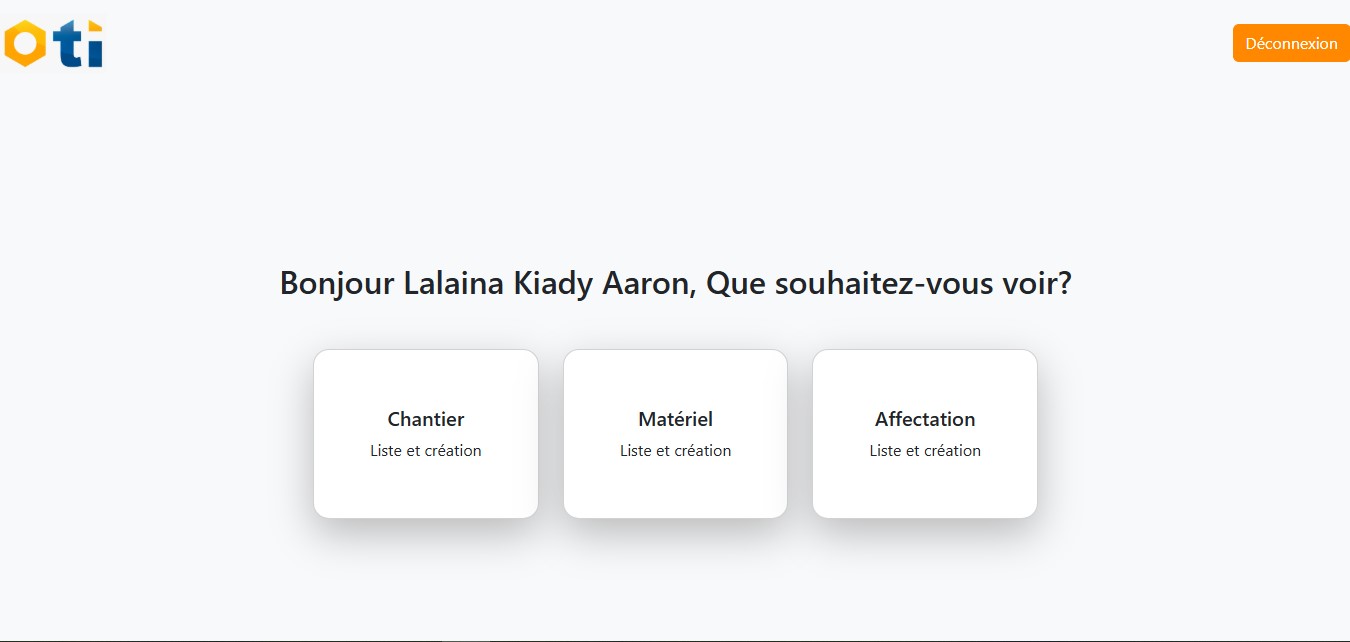 Oti
Déconnexion
Bonjour Lalaina Kiady Aaron, Que souhaitez-vous voir?
Chantier
Matériel
Affectation
Liste et création
Liste et création
Liste et création